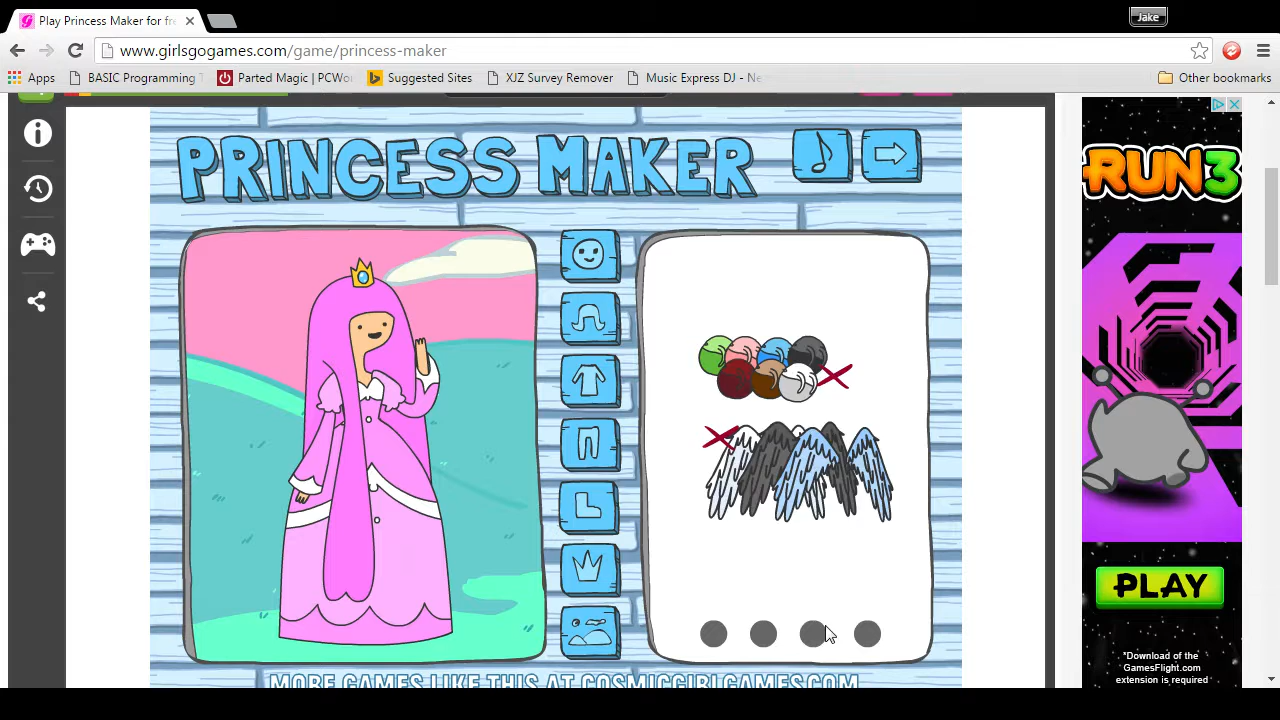 Play Princess Maker for fre
Jake
www.girlsgogames.com/game/princess-maker
Apps
BASIC Programming T
Parted Magic | PCWo
Suggested Sites
XJZ Survey Remover
Music Express DJ - Ne
Other bookmarks
PRINCESS MAKER
MORE GAMES LIKE THIS AT COSMICGIRLGAMES.COM
RUN3
PLAY
*Download of the
GamesFlight.com
extension is required